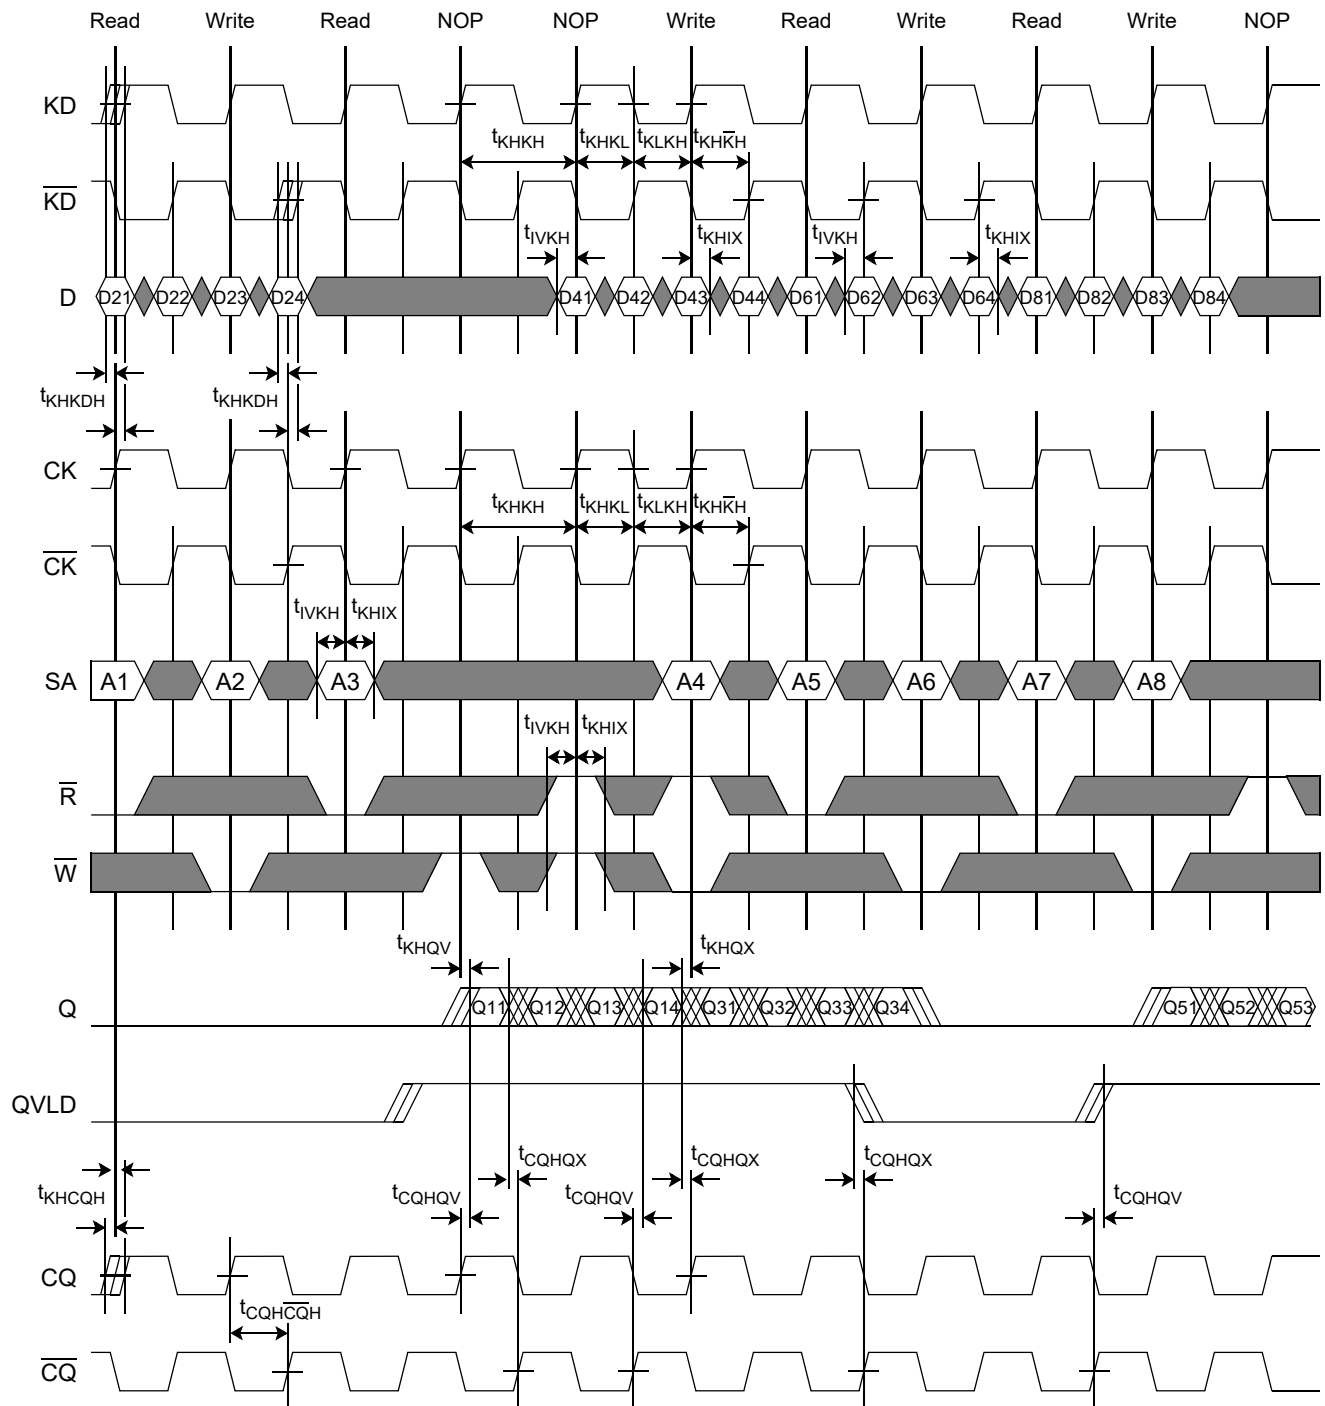 Read Write Read NOP NOP Write Read Write Read Write NOP
KD
tKHKH tKHKL tKLKH tKHK̅H
K̅D̅
tIVKH tKHIX tIVKH tKHIX
D D21 D22 D23 D24 D41 D42 D43 D44 D61 D62 D63 D64 D81 D82 D83 D84
tKHKDH tKHKDH
CK
tKHKH tKHKL tKLKH tKHK̅H
C̅K̅
tIVKH tKHIX
SA A1 A2 A3 A4 A5 A6 A7 A8
tIVKH tKHIX
R̅
W̅
tKHQV tKHQX
Q Q11 Q12 Q13 Q14 Q31 Q32 Q33 Q34 Q51 Q52 Q53
QVLD
tCQHQX tCQHQX tCQHQX
tKHCQH tCQHQV tCQHQV tCQHQV
CQ
tCQHC̅Q̅H
C̅Q̅